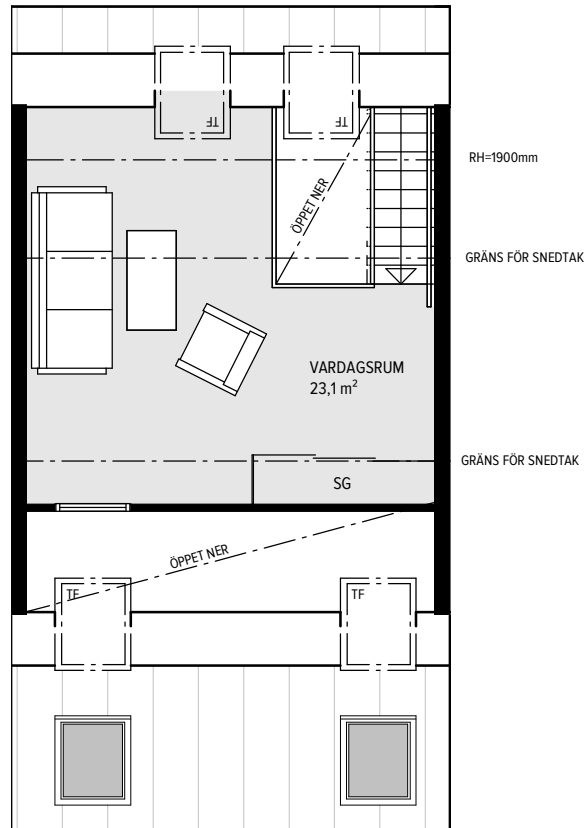 TF
TF
RH=1900mm
ÖPPET NER
GRÄNS FÖR SNEDTAK
VARDAGSRUM
23,1 m²
GRÄNS FÖR SNEDTAK
SG
ÖPPET NER
TF
TF